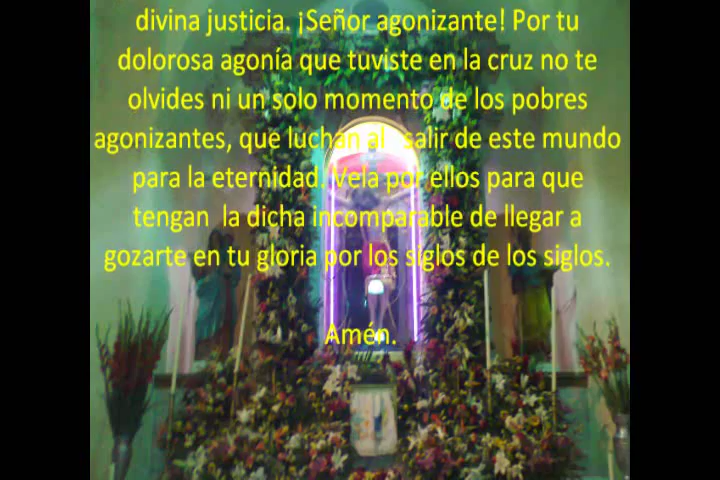 divina justicia. ¡Señor agonizante! Por tu
dolorosa agonía que tuviste en la cruz no te
olvides ni un solo momento de los pobres
agonizantes, que luchan al salir de este mundo
para la eternidad. Vela por ellos para que
tengan la dicha incomparable de llegar a
gozarte en tu gloria por los siglos de los siglos.
Amén.